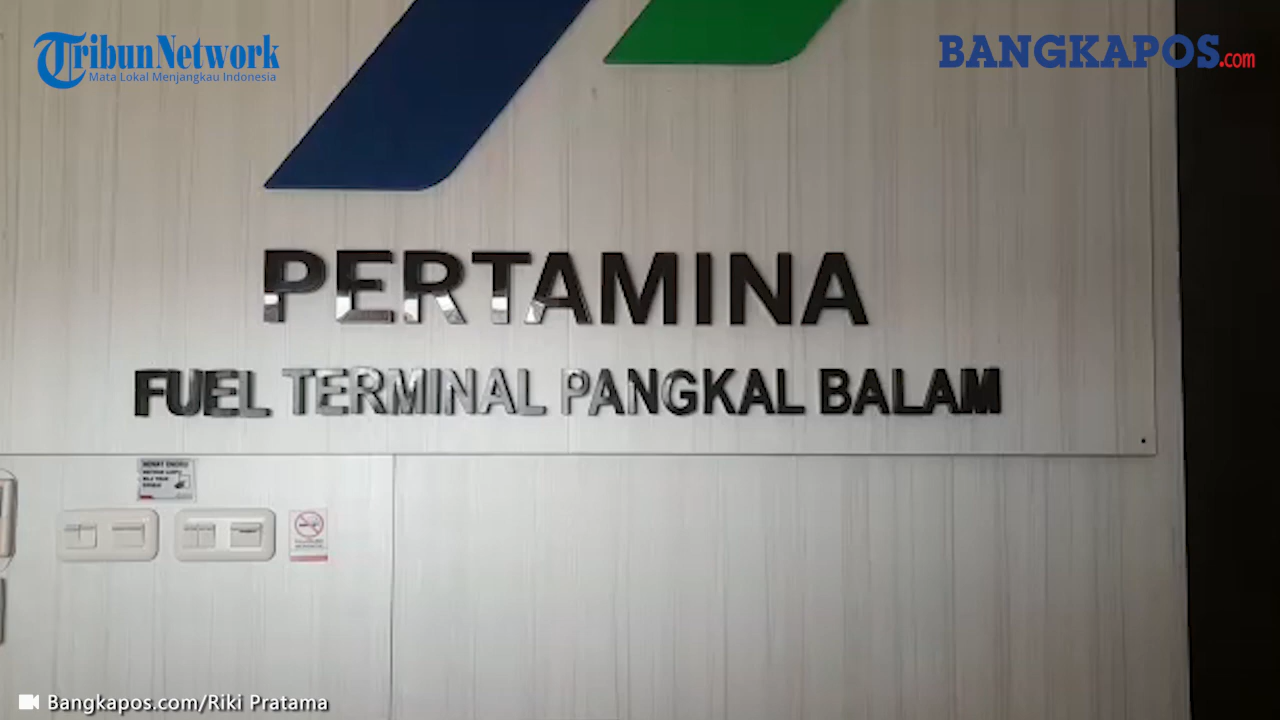 TribunNetwork
Mata Lokal Menjangkau Indonesia
BANGKAPOS.com
PERTAMINA
FUEL TERMINAL PANGKAL BALAM
Bangkapos.com/Riki Pratama